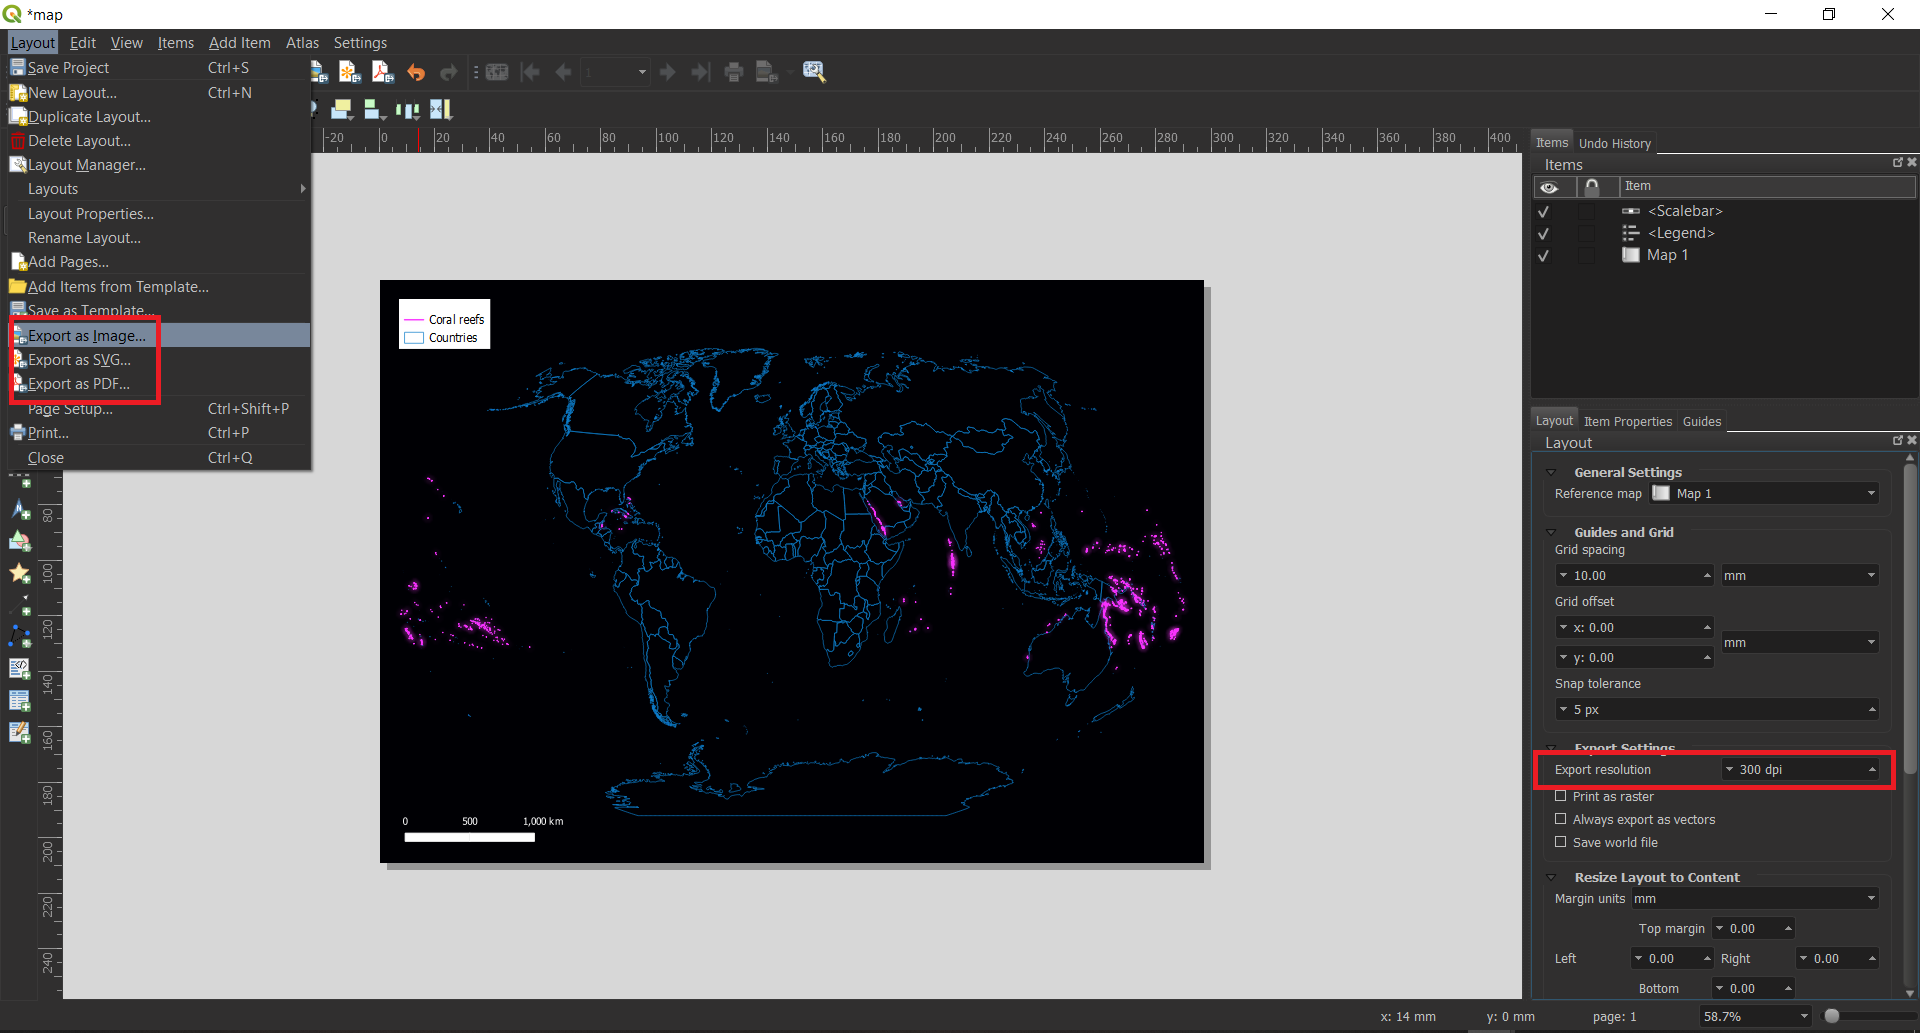 *map
Layout Edit View Items Add Item Atlas Settings
Save Project Ctrl+S
New Layout... Ctrl+N
Duplicate Layout...
Delete Layout...
Layout Manager...
Layouts
Layout Properties...
Rename Layout...
Add Pages...
Add Items from Template...
Save as Template...
Export as Image...
Export as SVG...
Export as PDF...
Page Setup... Ctrl+Shift+P
Print... Ctrl+P
Close Ctrl+Q
1
-20 0 20 40 60 80 100 120 140 160 180 200 220 240 260 280 300 320 340 360 380 400
80
100
120
140
160
180
200
220
240
Coral reefs
Countries
0 500 1,000 km
Items Undo History
Items
Item
<Scalebar>
<Legend>
Map 1
Layout Item Properties Guides
Layout
General Settings
Reference map Map 1
Guides and Grid
Grid spacing
10.00 mm
Grid offset
x: 0.00
mm
y: 0.00
Snap tolerance
5 px
Export Settings
Export resolution 300 dpi
Print as raster
Always export as vectors
Save world file
Resize Layout to Content
Margin units mm
Top margin 0.00
Left 0.00 Right 0.00
Bottom 0.00
x: 14 mm y: 0 mm page: 1 58.7%